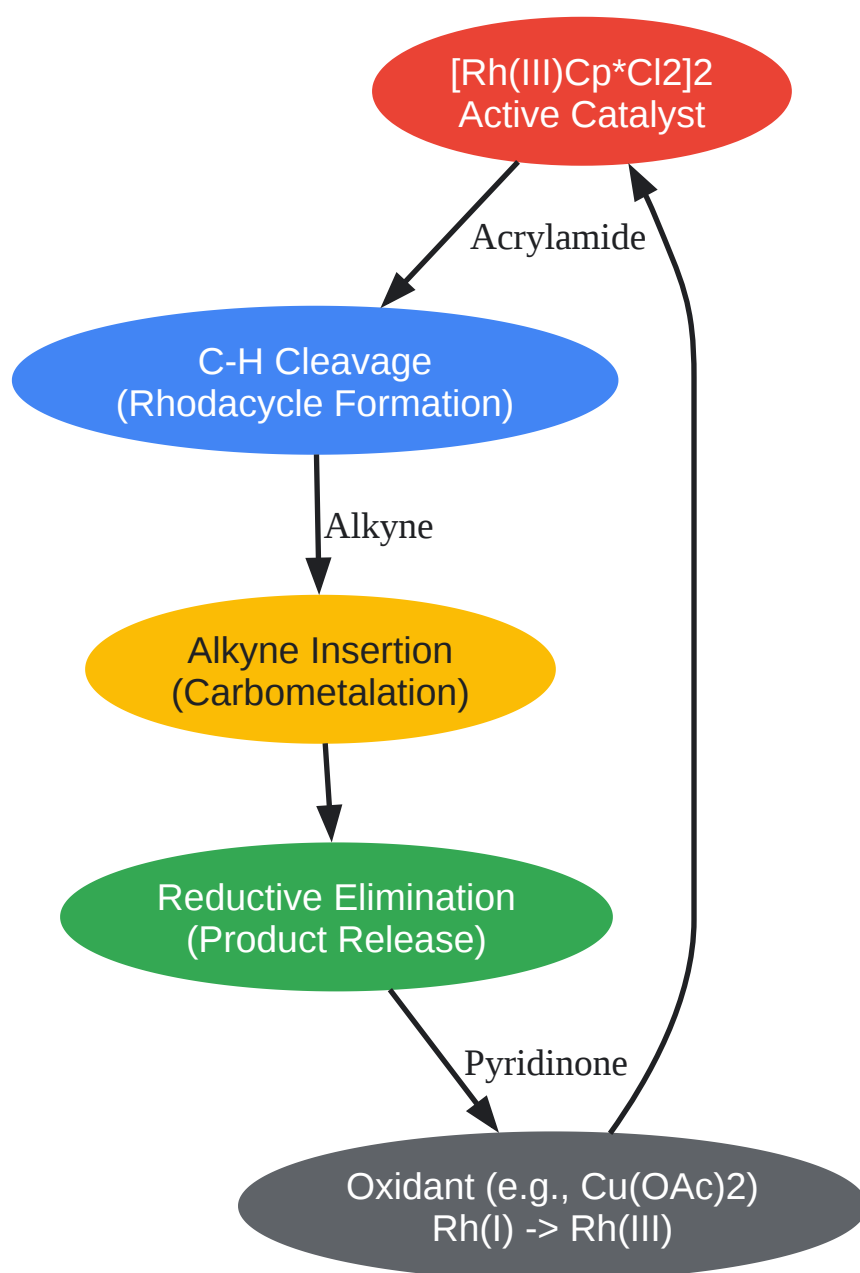 [Rh(III)Cp*Cl2]2
Active Catalyst
Acrylamide
C-H Cleavage
(Rhodacycle Formation)
Alkyne
Alkyne Insertion
(Carbometalation)
Reductive Elimination
(Product Release)
Pyridinone
Oxidant (e.g., Cu(OAc)2)
Rh(I) -> Rh(III)